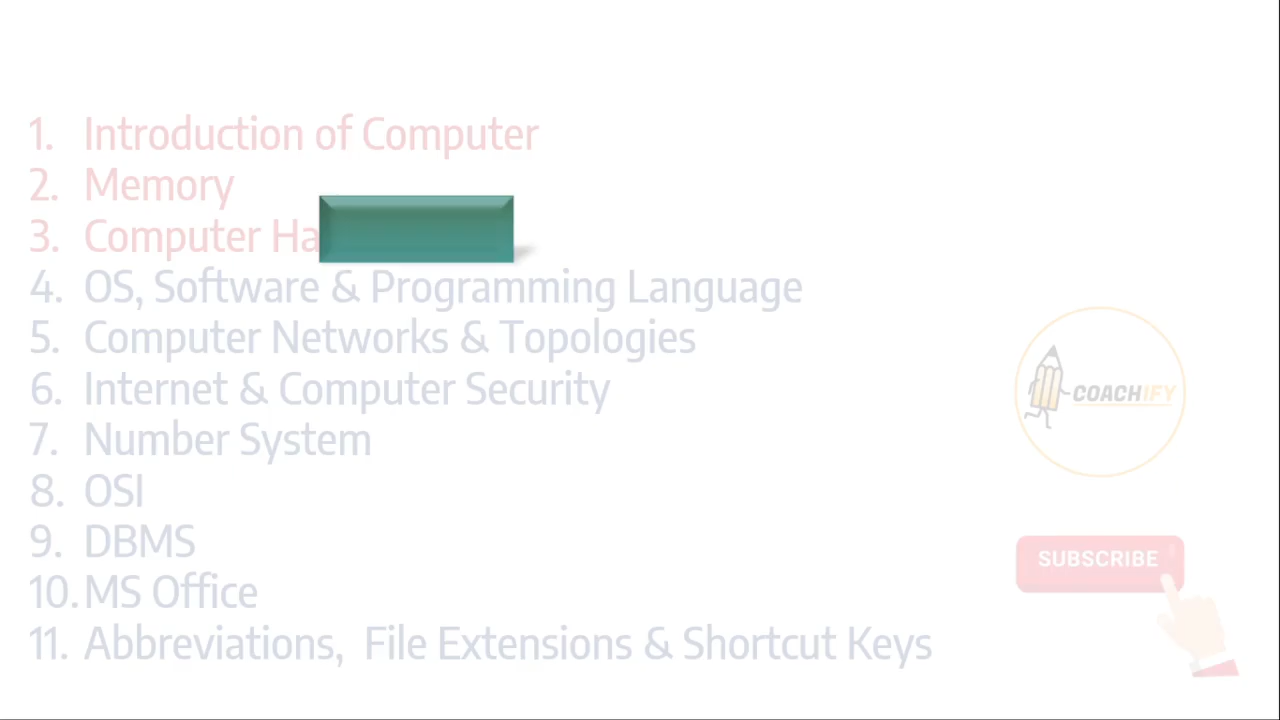 1. Introduction of Computer
2. Memory
3. Computer
4. OS, Software & Programming Language
5. Computer Networks & Topologies
6. Internet & Computer Security
7. Number System
8. OSI
9. DBMS
10. MS Office
11. Abbreviations, File Extensions & Shortcut Keys
COACHIFY
SUBSCRIBE